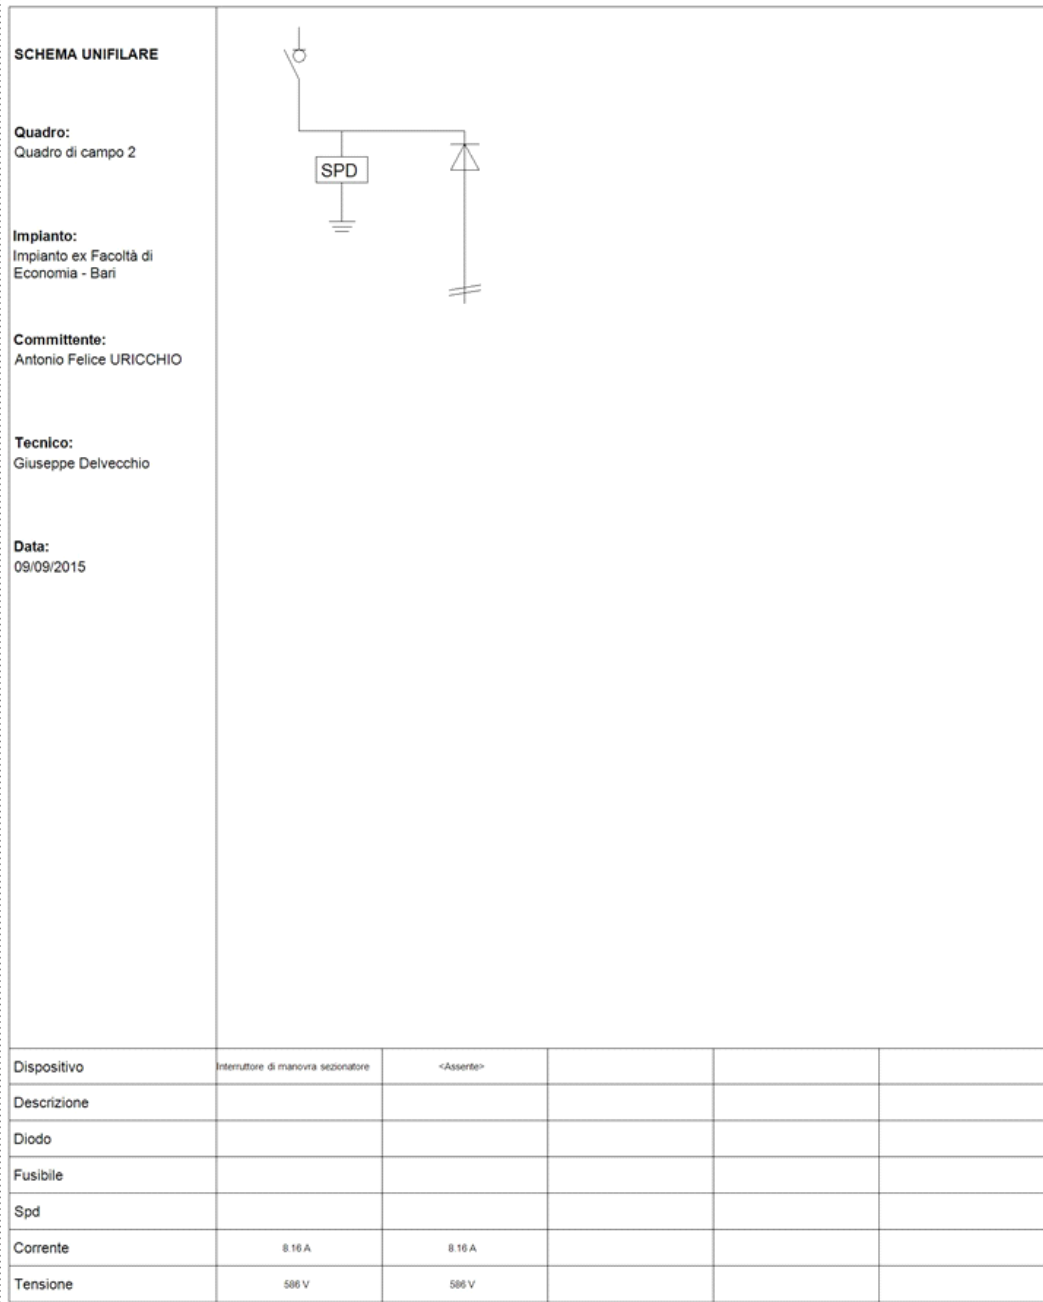 SCHEMA UNIFILARE
Quadro:
Quadro di campo 2
Impianto:
Impianto ex Facoltà di
Economia - Bari
Committente:
Antonio Felice URICCHIO
Tecnico:
Giuseppe Delvecchio
Data:
09/09/2015
SPD
Dispositivo Interruttore di manovra sezionatore <Assente>
Descrizione
Diodo
Fusibile
Spd
Corrente 8.16 A 8.16 A
Tensione 586 V 586 V